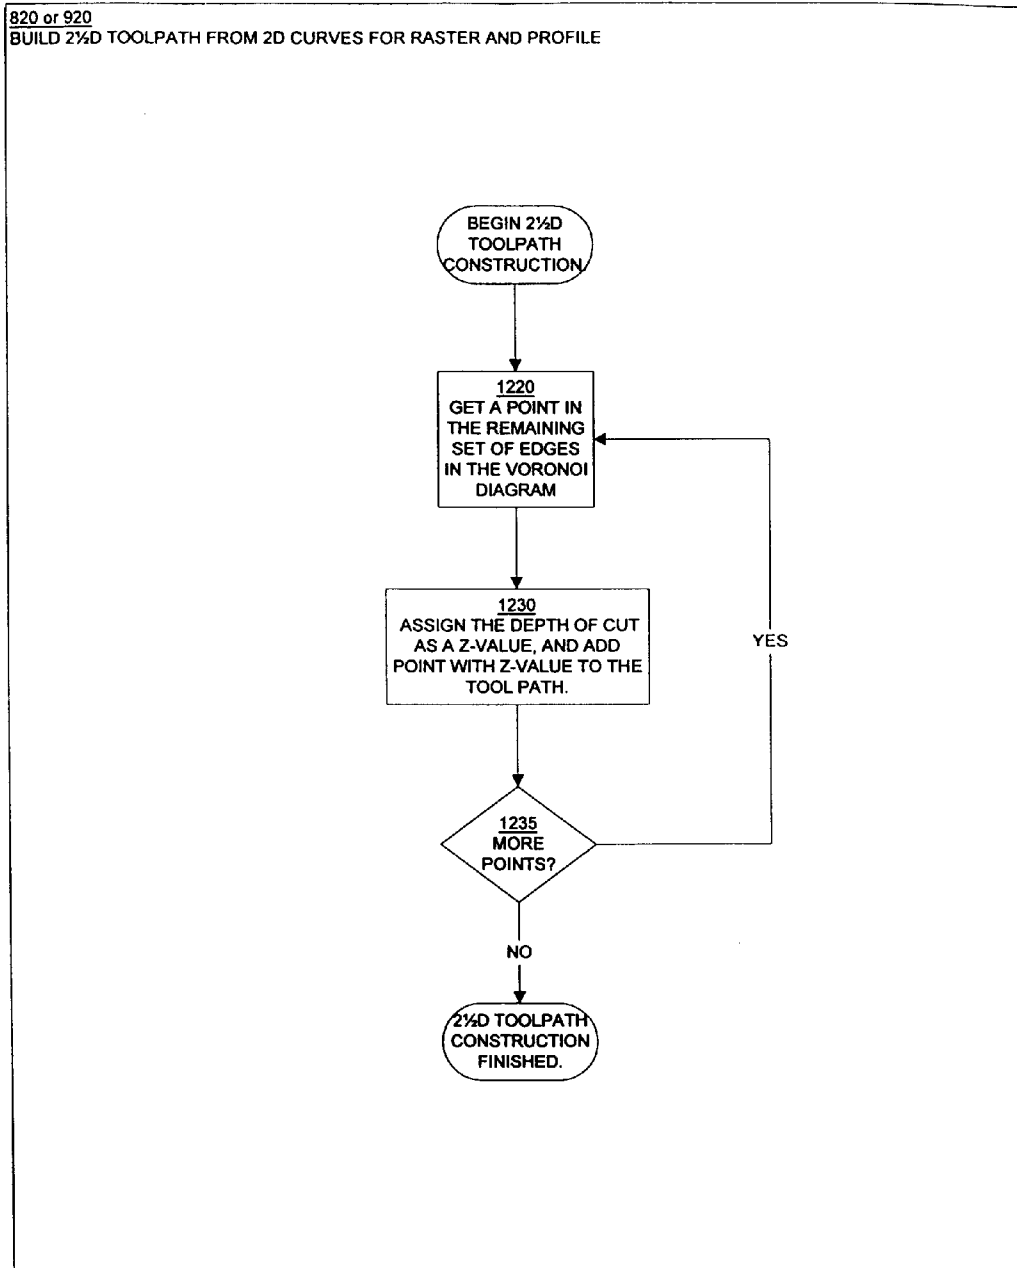 820 or 920
BUILD 2½D TOOLPATH FROM 2D CURVES FOR RASTER AND PROFILE
BEGIN 2½D
TOOLPATH
CONSTRUCTION.
1220
GET A POINT IN
THE REMAINING
SET OF EDGES
IN THE VORONOI
DIAGRAM
1230
ASSIGN THE DEPTH OF CUT
AS A Z-VALUE, AND ADD
POINT WITH Z-VALUE TO THE
TOOL PATH.
YES
1235
MORE
POINTS?
NO
2½D TOOLPATH
CONSTRUCTION
FINISHED.